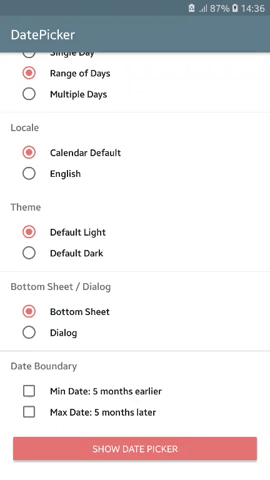 87% 14:36
DatePicker
Single Day
Range of Days
Multiple Days
Locale
Calendar Default
English
Theme
Default Light
Default Dark
Bottom Sheet / Dialog
Bottom Sheet
Dialog
Date Boundary
Min Date: 5 months earlier
Max Date: 5 months later
SHOW DATE PICKER